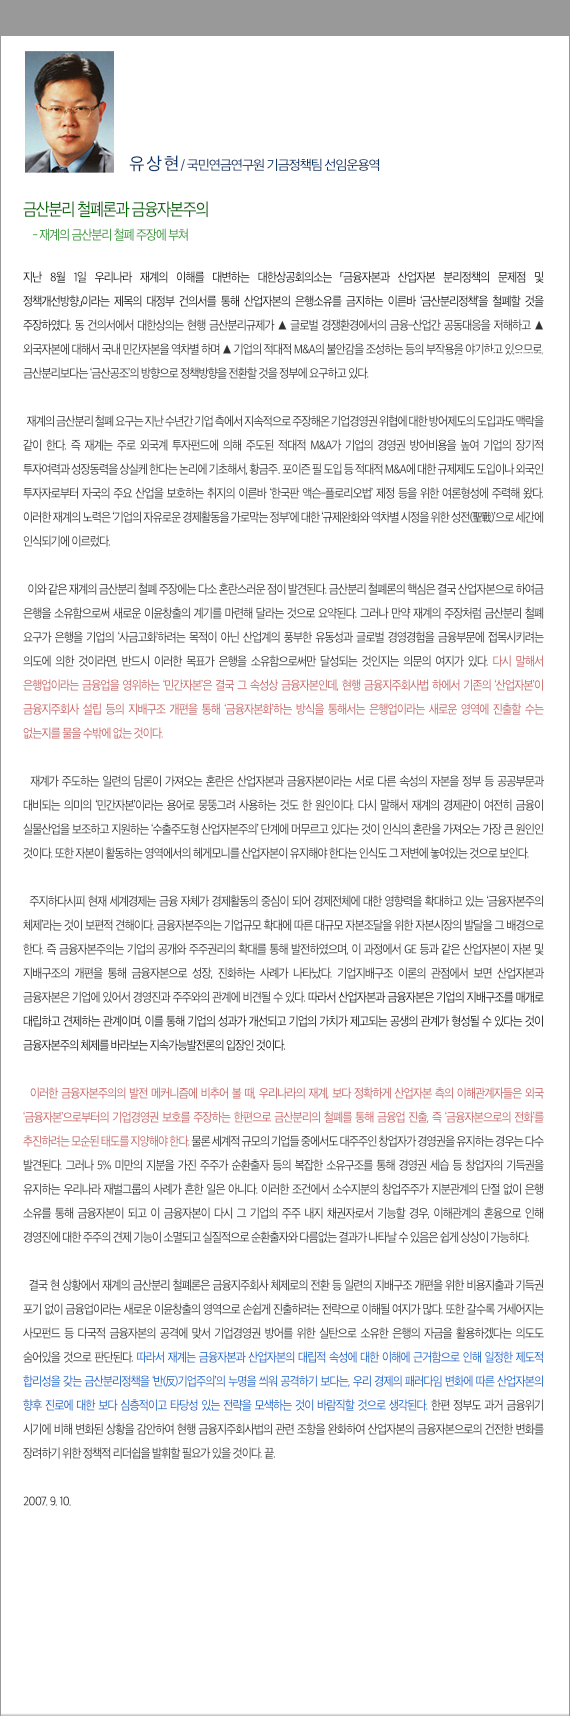 유상현 / 국민연금연구원 기금정책팀 선임운용역
금산분리 철폐론과 금융자본주의
- 재계의 금산분리 철폐 주장에 부쳐
지난 8월 1일 우리나라 재계의 이해를 대변하는 대한상공회의소는 「금융자본과 산업자본 분리정책의 문제점 및
정책개선방향」이라는 제목의 대정부 건의서를 통해 산업자본의 은행소유를 금지하는 이른바 '금산분리정책'을 철폐할 것을
주장하였다. 동 건의서에서 대한상의는 현행 금산분리규제가 ▲ 글로벌 경쟁환경에서의 금융-산업간 공동대응을 저해하고 ▲
외국자본에 대해서 국내 민간자본을 역차별 하며 ▲ 기업의 적대적 M&A의 불안감을 조성하는 등의 부작용을 야기하고 있으므로,
금산분리보다는 '금산공조'의 방향으로 정책방향을 전환할 것을 정부에 요구하고 있다.
재계의 금산분리 철폐 요구는 지난 수년간 기업 측에서 지속적으로 주장해온 기업경영권 위협에 대한 방어제도의 도입과도 맥락을
같이 한다. 즉 재계는 주로 외국계 투자펀드에 의해 주도된 적대적 M&A가 기업의 경영권 방어비용을 높여 기업의 장기적
투자여력과 성장동력을 상실케 한다는 논리에 기초해서, 황금주. 포이즌 필 도입 등 적대적 M&A에 대한 규제제도 도입이나 외국인
투자자로부터 자국의 주요 산업을 보호하는 취지의 이른바 '한국판 액슨-플로리오법' 제정 등을 위한 여론형성에 주력해 왔다.
이러한 재계의 노력은 '기업의 자유로운 경제활동을 가로막는 정부'에 대한 '규제완화와 역차별 시정을 위한 성전(聖戰)'으로 세간에
인식되기에 이르렀다.
이와 같은 재계의 금산분리 철폐 주장에는 다소 혼란스러운 점이 발견된다. 금산분리 철폐론의 핵심은 결국 산업자본으로 하여금
은행을 소유함으로써 새로운 이윤창출의 계기를 마련해 달라는 것으로 요약된다. 그러나 만약 재계의 주장처럼 금산분리 철폐
요구가 은행을 기업의 '사금고화'하려는 목적이 아닌 산업계의 풍부한 유동성과 글로벌 경영경험을 금융부문에 접목시키려는
의도에 의한 것이라면, 반드시 이러한 목표가 은행을 소유함으로써만 달성되는 것인지는 의문의 여지가 있다. 다시 말해서
은행업이라는 금융업을 영위하는 '민간자본'은 결국 그 속성상 금융자본인데, 현행 금융지주회사법 하에서 기존의 '산업자본'이
금융지주회사 설립 등의 지배구조 개편을 통해 '금융자본화'하는 방식을 통해서는 은행업이라는 새로운 영역에 진출할 수는
없는지를 물을 수밖에 없는 것이다.
재계가 주도하는 일련의 담론이 가져오는 혼란은 산업자본과 금융자본이라는 서로 다른 속성의 자본을 정부 등 공공부문과
대비되는 의미의 '민간자본'이라는 용어로 뭉뚱그려 사용하는 것도 한 원인이다. 다시 말해서 재계의 경제관이 여전히 금융이
실물산업을 보조하고 지원하는 '수출주도형 산업자본주의' 단계에 머무르고 있다는 것이 인식의 혼란을 가져오는 가장 큰 원인인
것이다. 또한 자본이 활동하는 영역에서의 헤게모니를 산업자본이 유지해야 한다는 인식도 그 저변에 놓여있는 것으로 보인다.
주지하다시피 현재 세계경제는 금융 자체가 경제활동의 중심이 되어 경제전체에 대한 영향력을 확대하고 있는 '금융자본주의
체제'라는 것이 보편적 견해이다. 금융자본주의는 기업규모 확대에 따른 대규모 자본조달을 위한 자본시장의 발달을 그 배경으로
한다. 즉 금융자본주의는 기업의 공개와 주주권리의 확대를 통해 발전하였으며, 이 과정에서 GE 등과 같은 산업자본이 자본 및
지배구조의 개편을 통해 금융자본으로 성장, 진화하는 사례가 나타났다. 기업지배구조 이론의 관점에서 보면 산업자본과
금융자본은 기업에 있어서 경영진과 주주와의 관계에 비견될 수 있다. 따라서 산업자본과 금융자본은 기업의 지배구조를 매개로
대립하고 견제하는 관계이며, 이를 통해 기업의 성과가 개선되고 기업의 가치가 제고되는 공생의 관계가 형성될 수 있다는 것이
금융자본주의 체제를 바라보는 지속가능발전론의 입장인 것이다.
이러한 금융자본주의의 발전 메커니즘에 비추어 볼 때, 우리나라의 재계, 보다 정확하게 산업자본 측의 이해관계자들은 외국
'금융자본'으로부터의 기업경영권 보호를 주장하는 한편으로 금산분리의 철폐를 통해 금융업 진출, 즉 '금융자본으로의 전화'를
추진하려는 모순된 태도를 지양해야 한다. 물론 세계적 규모의 기업들 중에서도 대주주인 창업자가 경영권을 유지하는 경우는 다수
발견된다. 그러나 5% 미만의 지분을 가진 주주가 순환출자 등의 복잡한 소유구조를 통해 경영권 세습 등 창업자의 기득권을
유지하는 우리나라 재벌그룹의 사례가 흔한 일은 아니다. 이러한 조건에서 소수지분의 창업주주가 지분관계의 단절 없이 은행
소유를 통해 금융자본이 되고 이 금융자본이 다시 그 기업의 주주 내지 채권자로서 기능할 경우, 이해관계의 혼융으로 인해
경영진에 대한 주주의 견제 기능이 소멸되고 실질적으로 순환출자와 다름없는 결과가 나타날 수 있음은 쉽게 상상이 가능하다.
결국 현 상황에서 재계의 금산분리 철폐론은 금융지주회사 체제로의 전환 등 일련의 지배구조 개편을 위한 비용지출과 기득권
포기 없이 금융업이라는 새로운 이윤창출의 영역으로 손쉽게 진출하려는 전략으로 이해될 여지가 많다. 또한 갈수록 거세어지는
사모펀드 등 다국적 금융자본의 공격에 맞서 기업경영권 방어를 위한 실탄으로 소유한 은행의 자금을 활용하겠다는 의도도
숨어있을 것으로 판단된다. 따라서 재계는 금융자본과 산업자본의 대립적 속성에 대한 이해에 근거함으로 인해 일정한 제도적
합리성을 갖는 금산분리정책을 '반(反)기업주의'의 누명을 씌워 공격하기 보다는, 우리 경제의 패러다임 변화에 따른 산업자본의
향후 진로에 대한 보다 심층적이고 타당성 있는 전략을 모색하는 것이 바람직할 것으로 생각된다. 한편 정부도 과거 금융위기
시기에 비해 변화된 상황을 감안하여 현행 금융지주회사법의 관련 조항을 완화하여 산업자본의 금융자본으로의 건전한 변화를
장려하기 위한 정책적 리더쉽을 발휘할 필요가 있을 것이다. 끝.
2007. 9. 10.